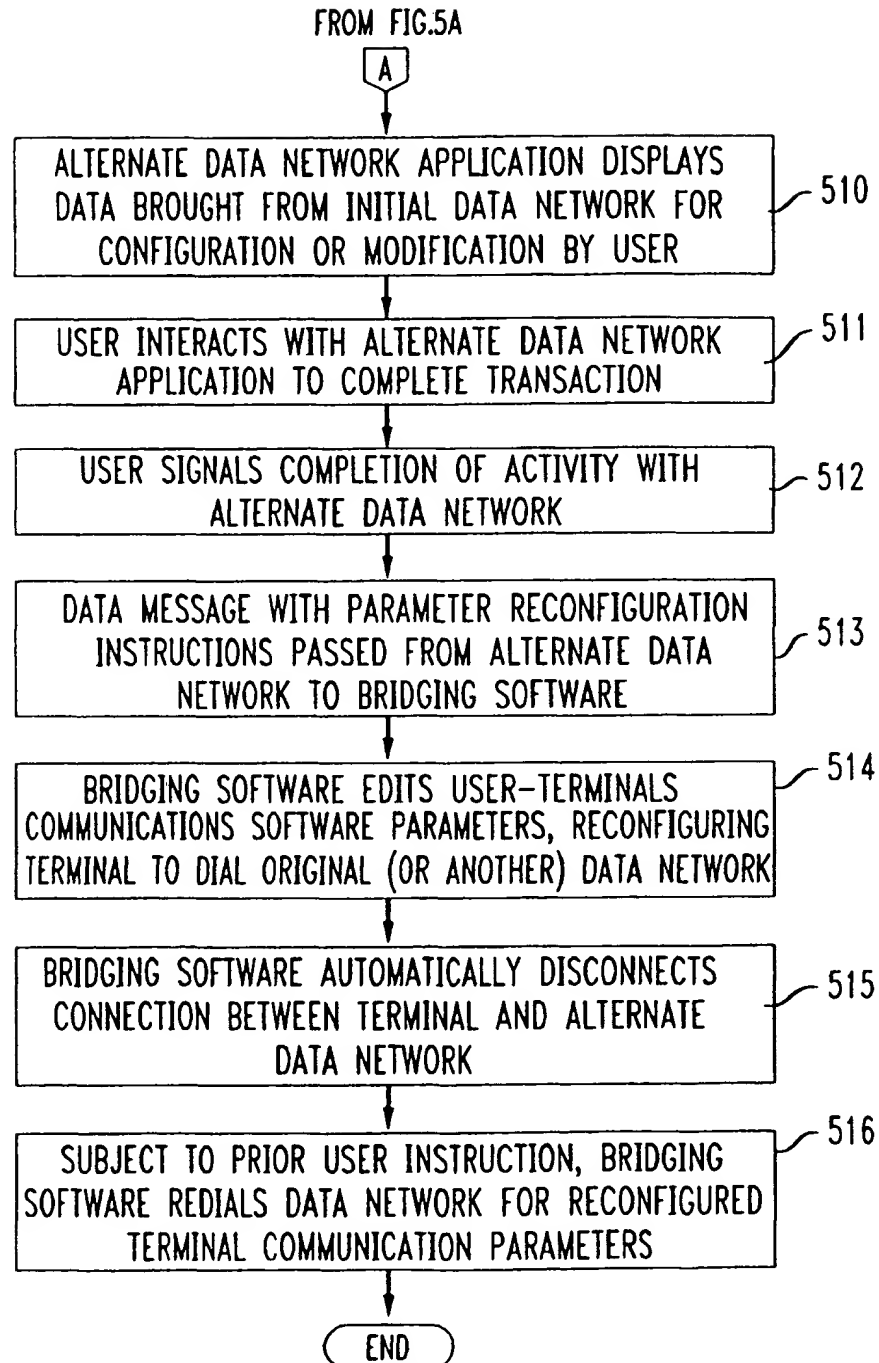 FROM FIG.5A
A
ALTERNATE DATA NETWORK APPLICATION DISPLAYS
DATA BROUGHT FROM INITIAL DATA NETWORK FOR
CONFIGURATION OR MODIFICATION BY USER
510
USER INTERACTS WITH ALTERNATE DATA NETWORK
APPLICATION TO COMPLETE TRANSACTION
511
USER SIGNALS COMPLETION OF ACTIVITY WITH
ALTERNATE DATA NETWORK
512
DATA MESSAGE WITH PARAMETER RECONFIGURATION
INSTRUCTIONS PASSED FROM ALTERNATE DATA
NETWORK TO BRIDGING SOFTWARE
513
BRIDGING SOFTWARE EDITS USER-TERMINALS
COMMUNICATIONS SOFTWARE PARAMETERS, RECONFIGURING
TERMINAL TO DIAL ORIGINAL (OR ANOTHER) DATA NETWORK
514
BRIDGING SOFTWARE AUTOMATICALLY DISCONNECTS
CONNECTION BETWEEN TERMINAL AND ALTERNATE
DATA NETWORK
515
SUBJECT TO PRIOR USER INSTRUCTION, BRIDGING
SOFTWARE REDIALS DATA NETWORK FOR RECONFIGURED
TERMINAL COMMUNICATION PARAMETERS
516
END